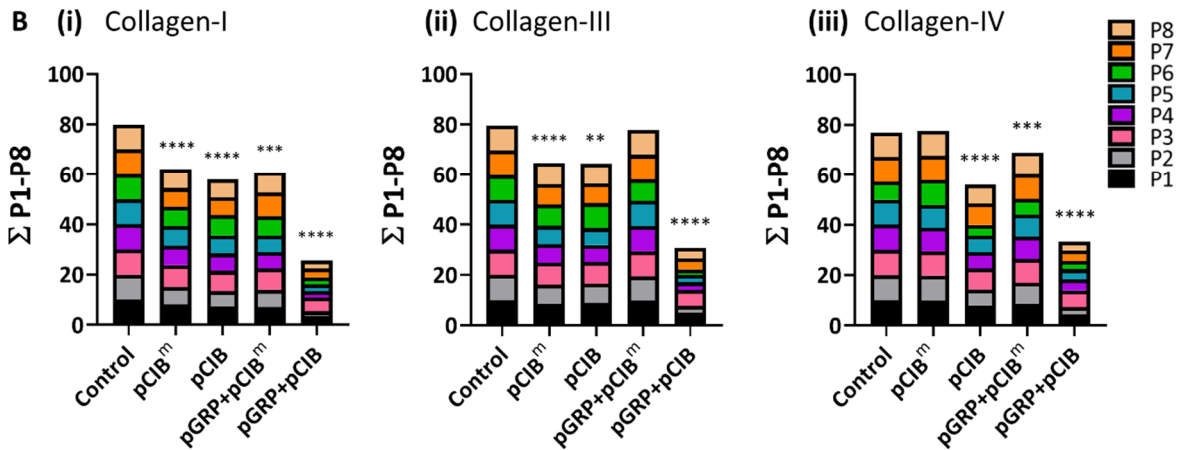 B (i) Collagen-I
(ii) Collagen-III
(iii) Collagen-IV
P8
P7
P6
P5
P4
P3
P2
P1
Σ P1-P8
100
80
60
40
20
0
****
****
***
****
Control
pCIBᵐ
pCIB
pGRP+pCIBᵐ
pGRP+pCIB
Σ P1-P8
100
80
60
40
20
0
****
**
****
Control
pCIBᵐ
pCIB
pGRP+pCIBᵐ
pGRP+pCIB
Σ P1-P8
100
80
60
40
20
0
****
***
****
Control
pCIBᵐ
pCIB
pGRP+pCIBᵐ
pGRP+pCIB